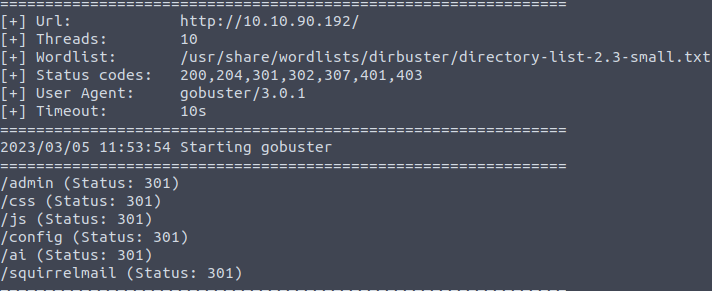 ===============================================================
[+] Url:            http://10.10.90.192/
[+] Threads:        10
[+] Wordlist:       /usr/share/wordlists/dirbuster/directory-list-2.3-small.txt
[+] Status codes:   200,204,301,302,307,401,403
[+] User Agent:     gobuster/3.0.1
[+] Timeout:        10s
===============================================================
2023/03/05 11:53:54 Starting gobuster
===============================================================
/admin (Status: 301)
/css (Status: 301)
/js (Status: 301)
/config (Status: 301)
/ai (Status: 301)
/squirrelmail (Status: 301)
===============================================================